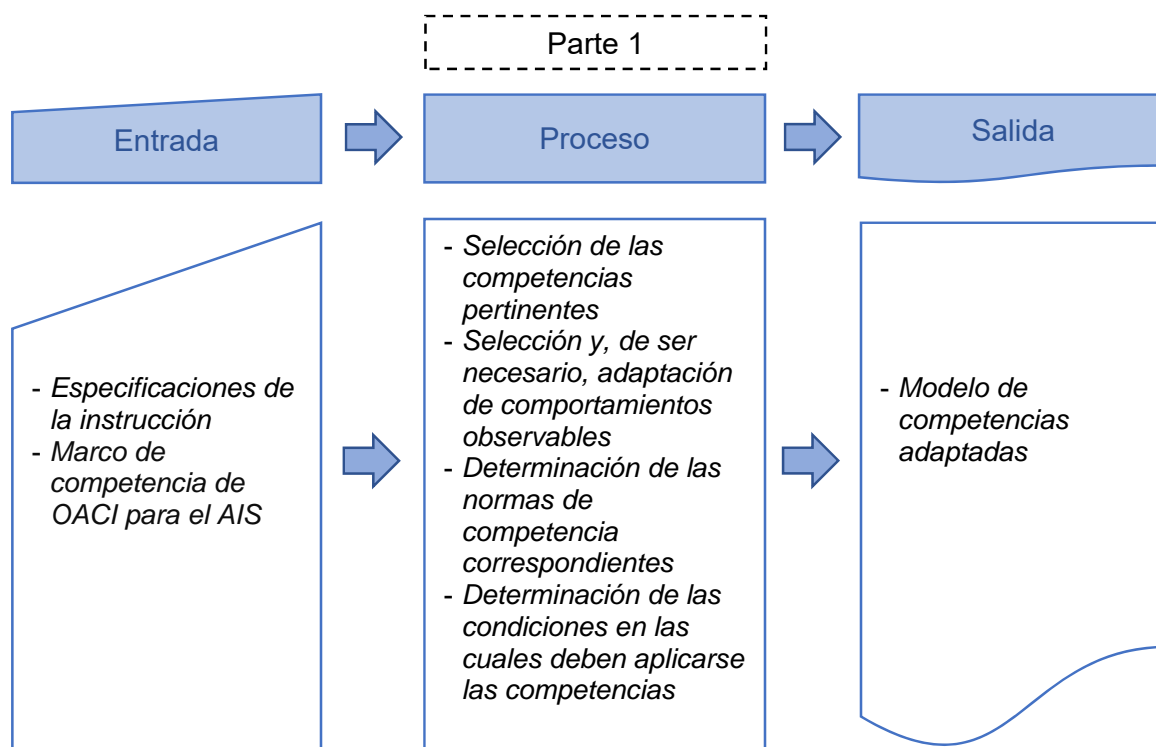 Parte 1
Entrada
Proceso
Salida
- Especificaciones de
la instrucción
- Marco de
competencia de
OACI para el AIS
- Selección de las
competencias
pertinentes
- Selección y, de ser
necesario, adaptación
de comportamientos
observables
- Determinación de las
normas de
competencia
correspondientes
- Determinación de las
condiciones en las
cuales deben aplicarse
las competencias
- Modelo de
competencias
adaptadas